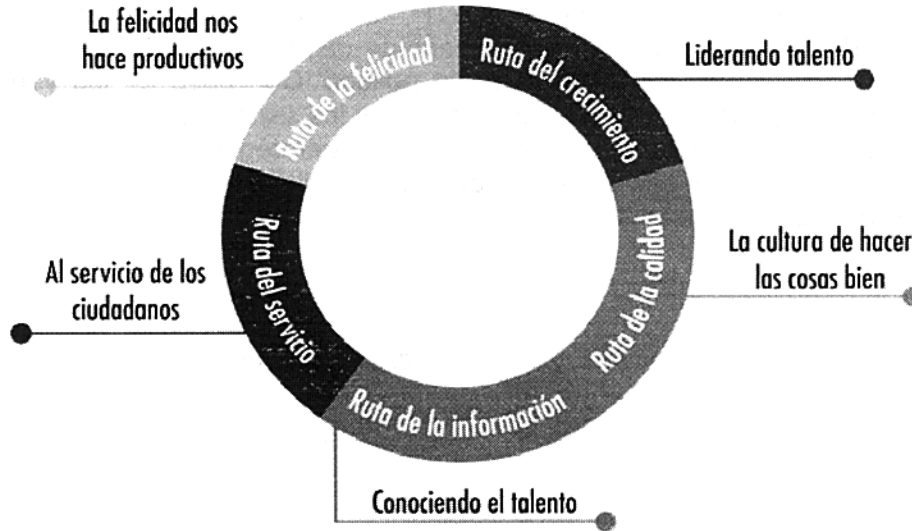 La felicidad nos
hace productivos
Ruta de la felicidad
Ruta del crecimiento
Liderando talento
Ruta de la calidad
La cultura de hacer
las cosas bien
Ruta de la información
Conociendo el talento
Ruta del servicio
Al servicio de los
ciudadanos